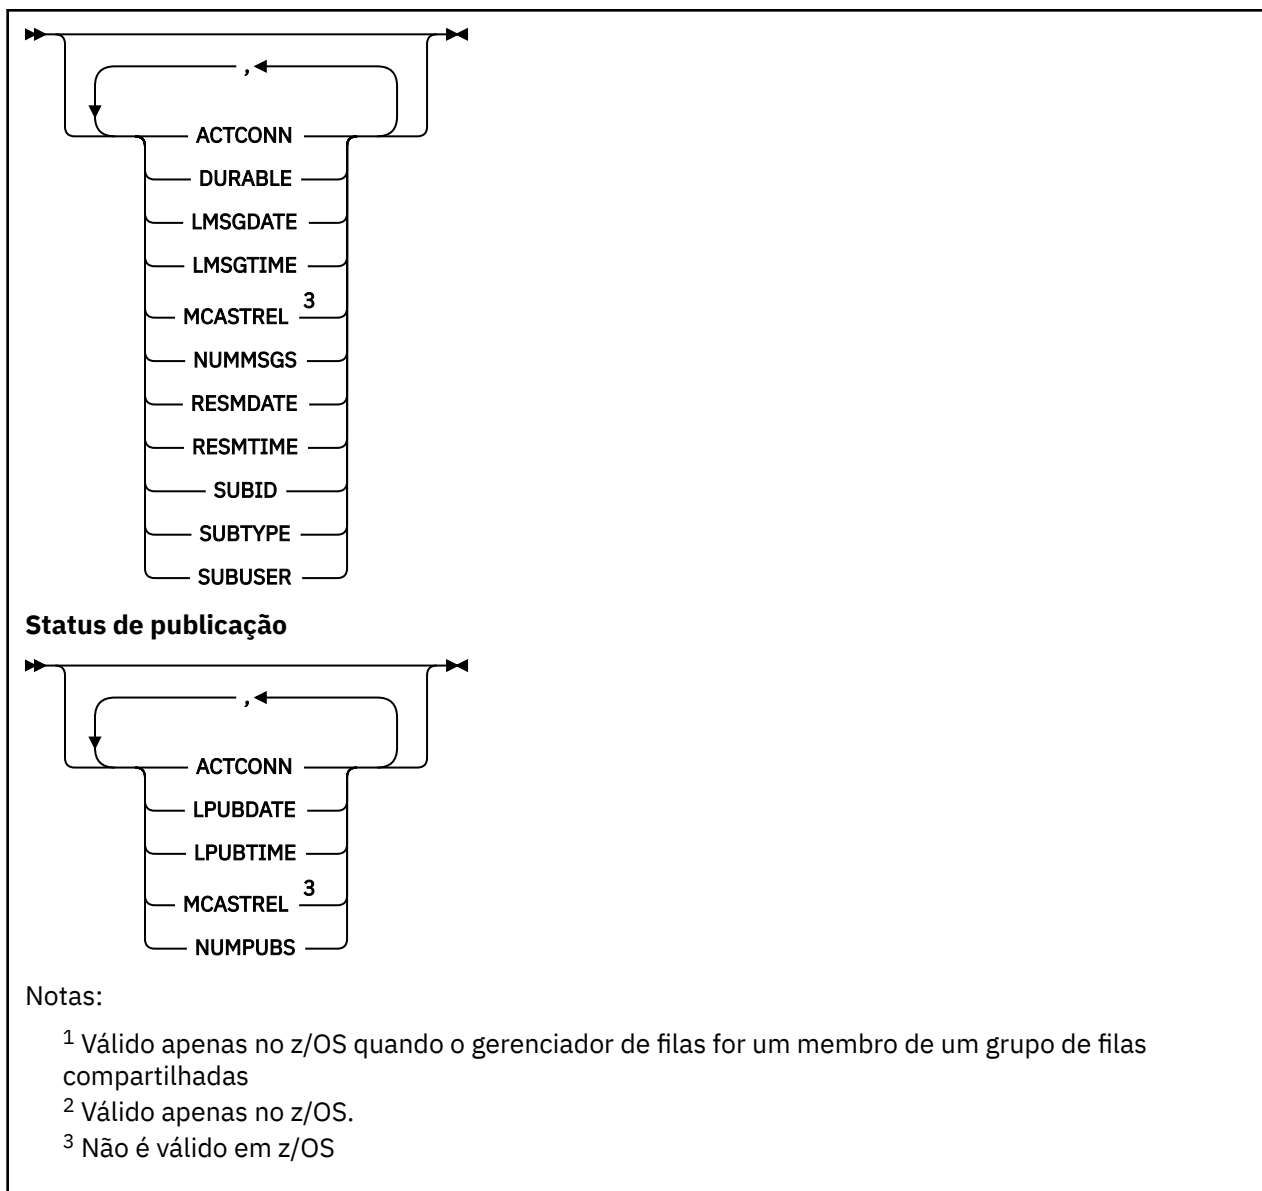 ,
ACTCONN
DURABLE
LMSGDATE
LMSGTIME
MCASTREL 3
NUMMSGS
RESMDATE
RESMTIME
SUBID
SUBTYPE
SUBUSER
Status de publicação
,
ACTCONN
LPUBDATE
LPUBTIME
MCASTREL 3
NUMPUBS
Notas:
1 Válido apenas no z/OS quando o gerenciador de filas for um membro de um grupo de filas
compartilhadas
2 Válido apenas no z/OS.
3 Não é válido em z/OS